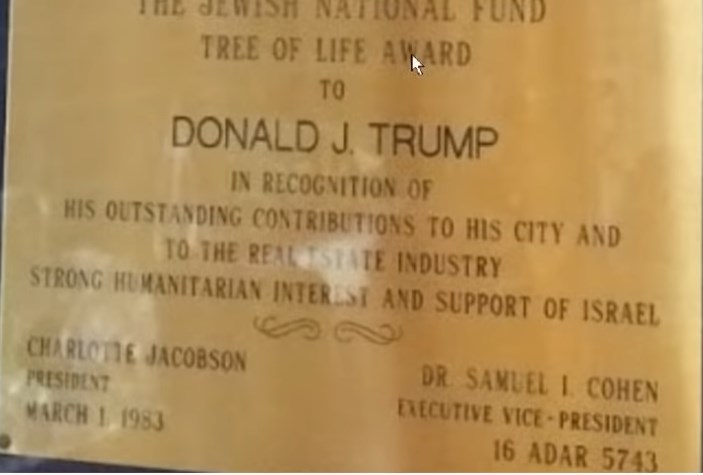 THE JEWISH NATIONAL FUND
TREE OF LIFE AWARD
TO
DONALD J. TRUMP
IN RECOGNITION OF
HIS OUTSTANDING CONTRIBUTIONS TO HIS CITY AND
TO THE REAL ESTATE INDUSTRY
STRONG HUMANITARIAN INTEREST AND SUPPORT OF ISRAEL
CHARLOTTE JACOBSON
PRESIDENT
MARCH 1, 1983
DR. SAMUEL I. COHEN
EXECUTIVE VICE-PRESIDENT
16 ADAR 5743